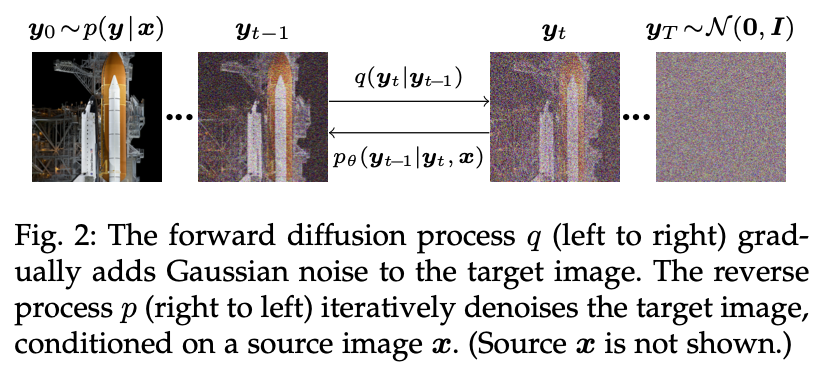 y₀ ∼ p(y | x)
yₜ₋₁
yₜ
y_T ∼ 𝒩(0, I)
q(yₜ|yₜ₋₁)
p_θ(yₜ₋₁|yₜ, x)
Fig. 2: The forward diffusion process q (left to right) grad-
ually adds Gaussian noise to the target image. The reverse
process p (right to left) iteratively denoises the target image,
conditioned on a source image x. (Source x is not shown.)